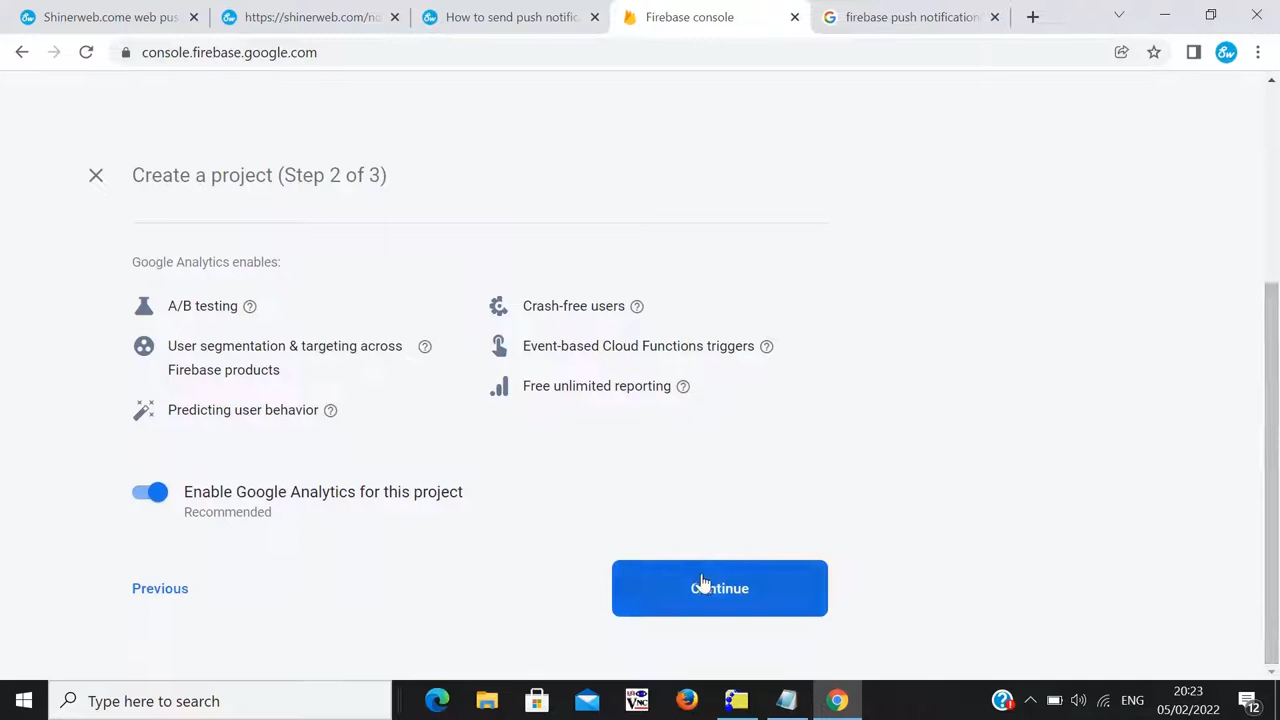 Shinerweb.come web pus
https://shinerweb.com/na
How to send push notific
Firebase console
firebase push notification
console.firebase.google.com
Create a project (Step 2 of 3)
Google Analytics enables:
A/B testing
Crash-free users
User segmentation & targeting across
Firebase products
Event-based Cloud Functions triggers
Free unlimited reporting
Predicting user behavior
Enable Google Analytics for this project
Recommended
Previous
Continue
Type here to search
ENG
20:23
05/02/2022
12